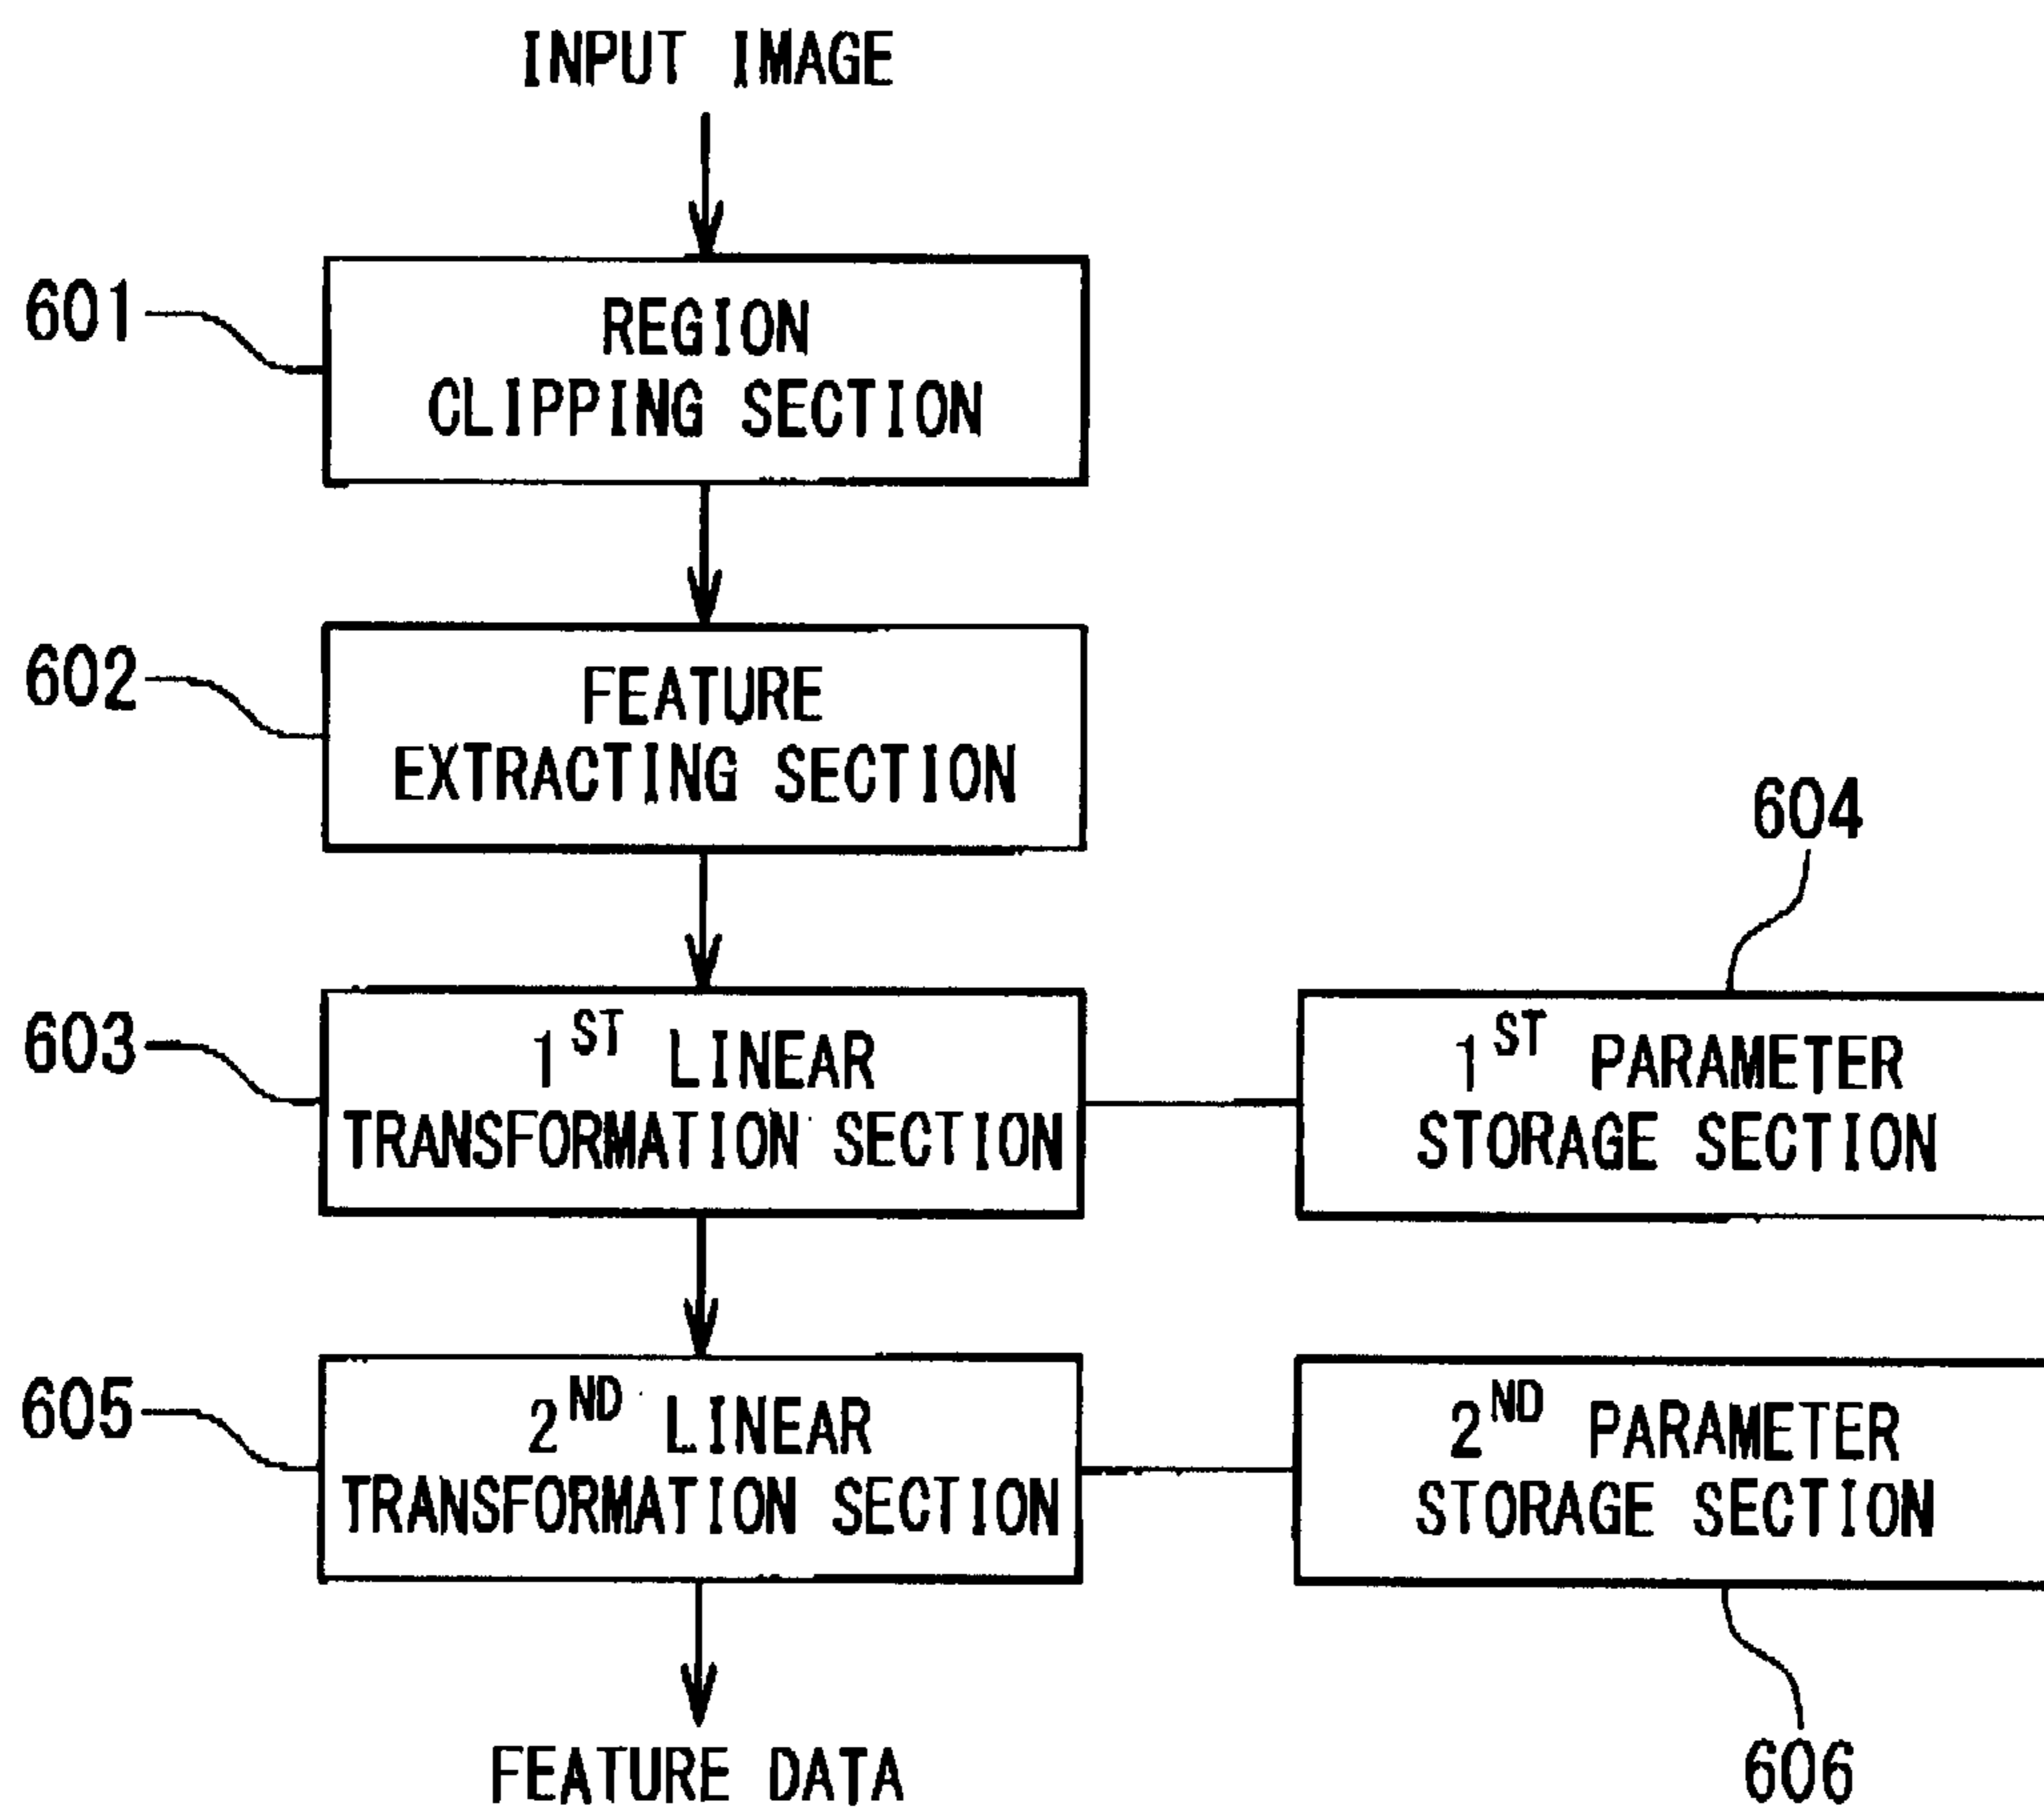 INPUT IMAGE
601
REGION
CLIPPING SECTION
602
FEATURE
EXTRACTING SECTION
604
603
1ST LINEAR
TRANSFORMATION SECTION
1ST PARAMETER
STORAGE SECTION
605
2ND LINEAR
TRANSFORMATION SECTION
2ND PARAMETER
STORAGE SECTION
FEATURE DATA
606